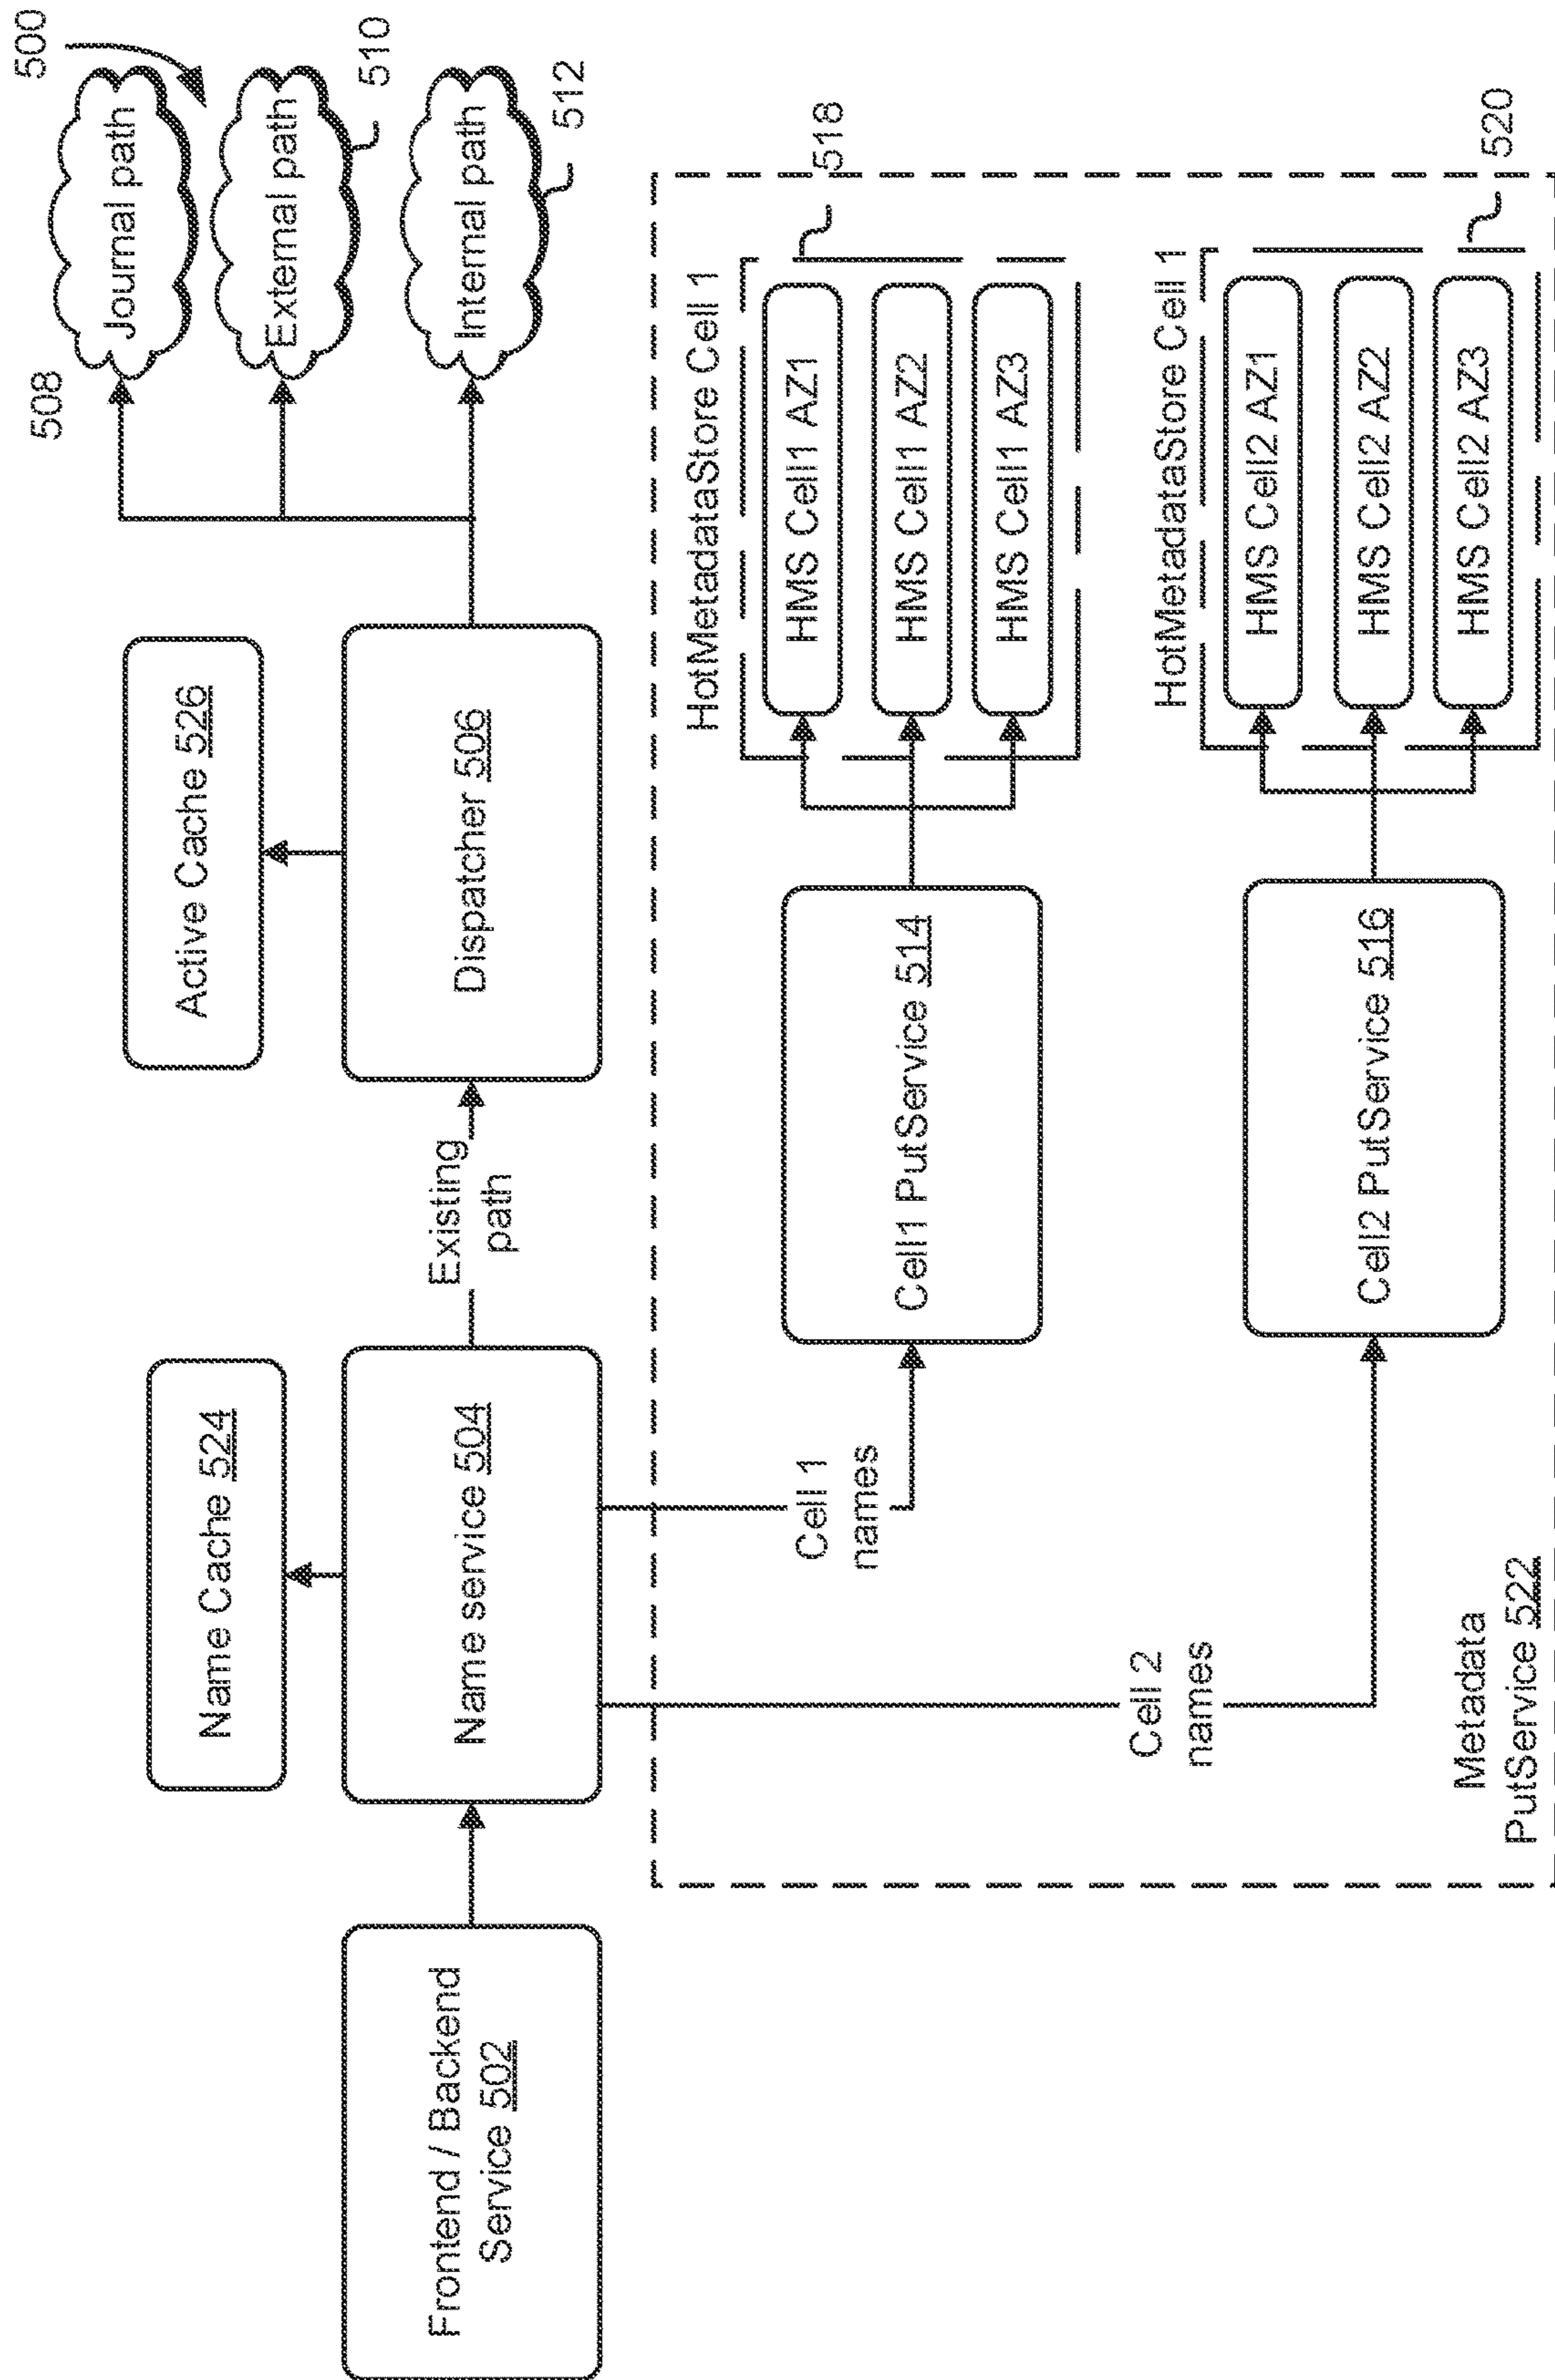 500
508
Journal path
External path
510
Internal path
512
Active Cache 526
Dispatcher 506
Existing
path
Name Cache 524
Name service 504
Frontend / Backend
Service 502
Cell 1
names
Cell 2
names
Cell1 PutService 514
Cell2 PutService 516
HotMetadataStore Cell 1
518
HMS Cell1 AZ1
HMS Cell1 AZ2
HMS Cell1 AZ3
HotMetadataStore Cell 1
520
HMS Cell2 AZ1
HMS Cell2 AZ2
HMS Cell2 AZ3
Metadata
PutService 522